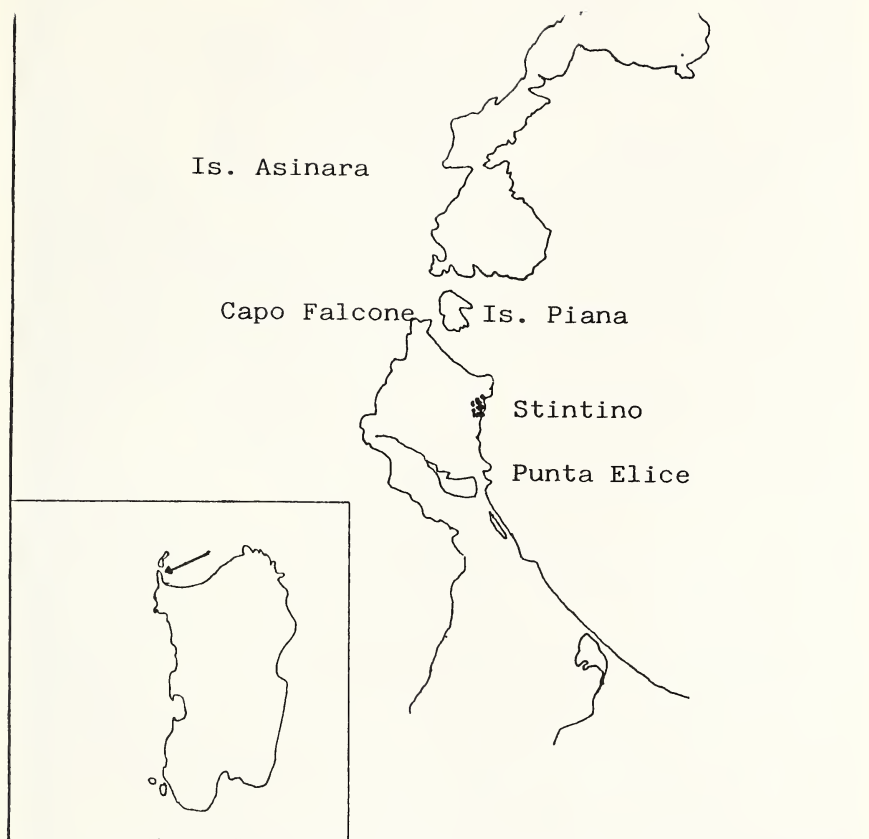 Is. Asinara
Capo Falcone
Is. Piana
Stintino
Punta Elice